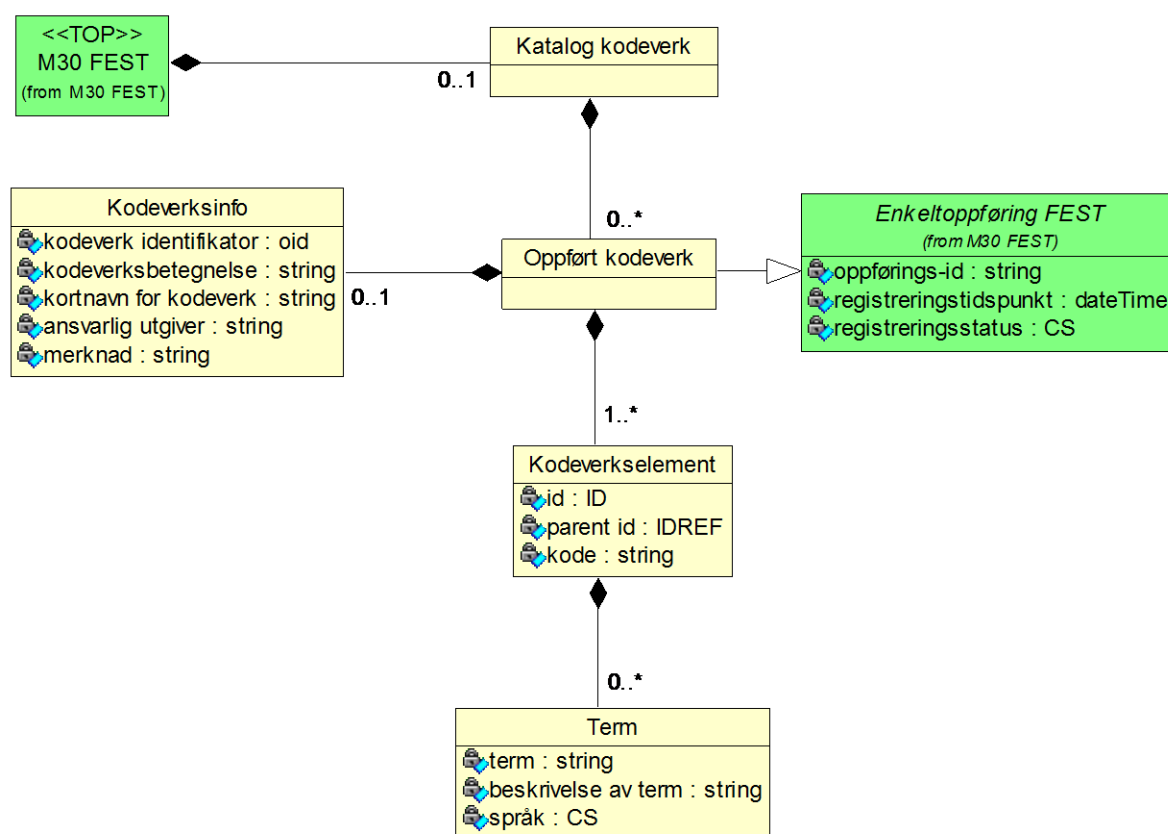 <<TOP>>
M30 FEST
(from M30 FEST)
0..1
Katalog kodeverk
0..*
Kodeverksinfo
kodeverk identifikator : oid
kodeverksbetegnelse : string
kortnavn for kodeverk : string
ansvarlig utgiver : string
merknad : string
0..1
Oppført kodeverk
Enkeltoppføring FEST
(from M30 FEST)
oppførings-id : string
registreringstidspunkt : dateTime
registreringsstatus : CS
1..*
Kodeverkselement
id : ID
parent id : IDREF
kode : string
0..*
Term
term : string
beskrivelse av term : string
språk : CS